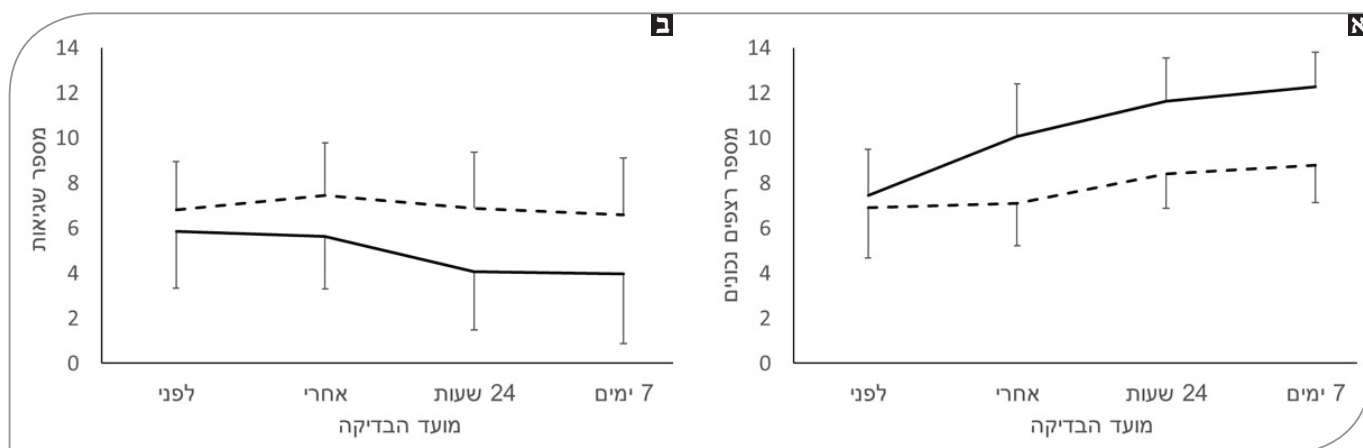 א
14
12
10
8
6
4
2
0
מספר רצפים נכונים
לפני
אחרי
24 שעות
7 ימים
מועד הבדיקה
ב
14
12
10
8
6
4
2
0
מספר שגיאות
לפני
אחרי
24 שעות
7 ימים
מועד הבדיקה